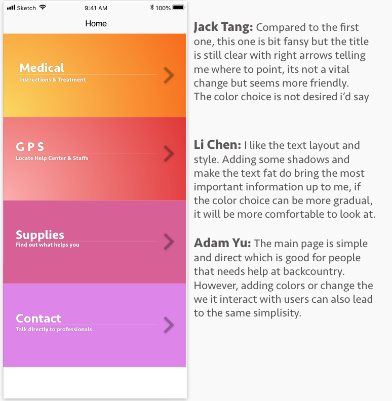 Sketch 9:41 AM 100%
Home
Medical
Instructions & Treatment
GPS
Locate Help Center & Staffs
Supplies
Find out what helps you
Contact
Talk directly to professionals
Jack Tang: Compared to the first
one, this one is bit fansy but the title
is still clear with right arrows telling
me where to point, its not a vital
change but seems more friendly.
The color choice is not desired i'd say
Li Chen: I like the text layout and
style. Adding some shadows and
make the text fat do bring the most
important information up to me, if
the color choice can be more gradual,
it will be more comfortable to look at.
Adam Yu: The main page is simple
and direct which is good for people
that needs help at backcountry.
However, adding colors or change the
we it interact with users can also lead
to the same simplisity.